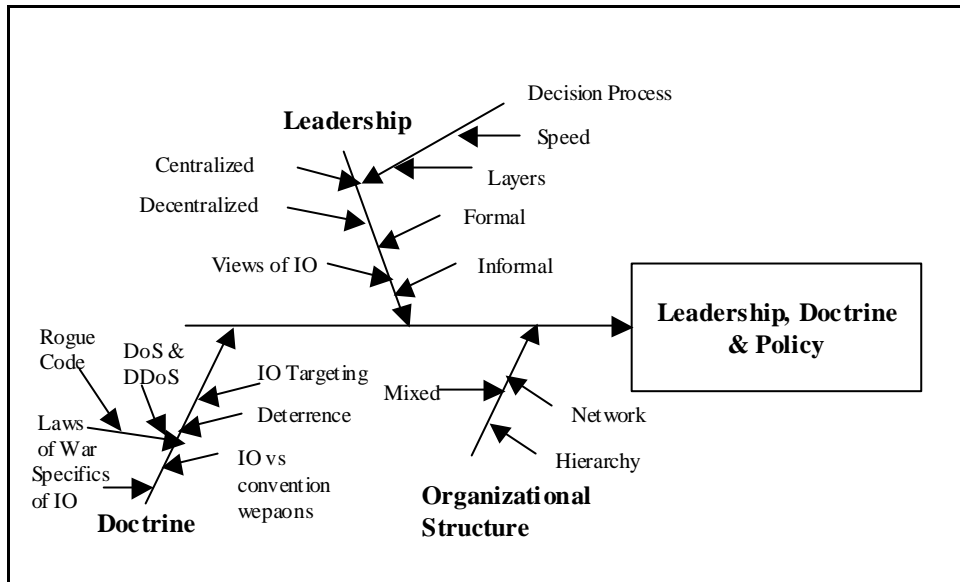 Decision Process
Leadership
Speed
Centralized
Layers
Decentralized
Formal
Views of IO
Informal
Leadership, Doctrine
& Policy
Rogue
Code
DoS &
DDoS
IO Targeting
Mixed
Network
Deterrence
Laws
of War
Specifics
of IO
IO vs
convention
wepaons
Hierarchy
Doctrine
Organizational
Structure